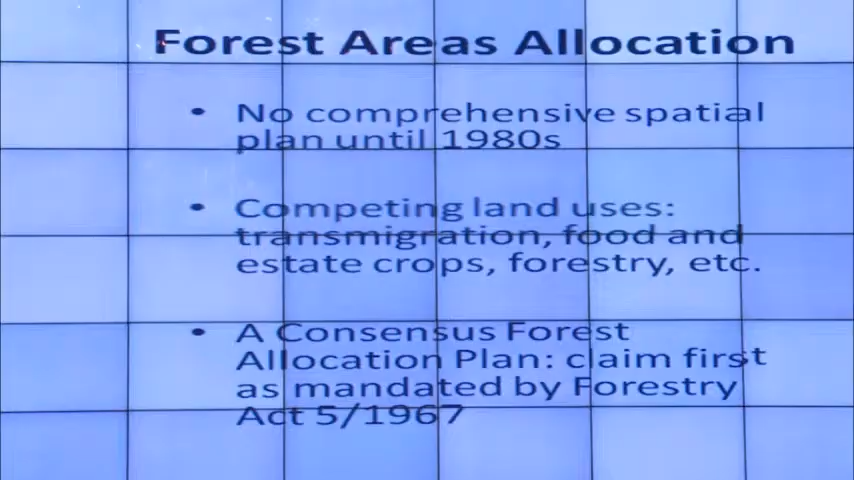 Forest Areas Allocation
• No comprehensive spatial
plan until 1980s
• Competing land uses:
transmigration, food and
estate crops, forestry, etc.
• A Consensus Forest
Allocation Plan: claim first
as mandated by Forestry
Act 5/1967